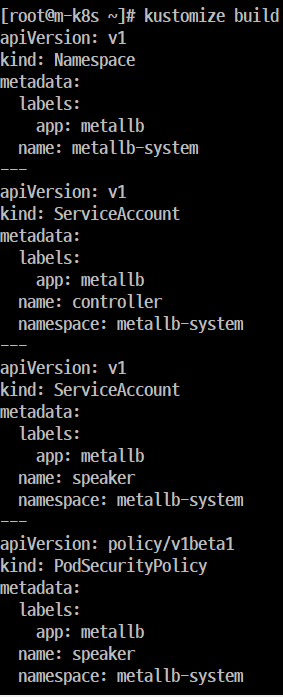 [root@m-k8s ~]# kustomize build
apiVersion: v1
kind: Namespace
metadata:
  labels:
    app: metallb
  name: metallb-system
---
apiVersion: v1
kind: ServiceAccount
metadata:
  labels:
    app: metallb
  name: controller
  namespace: metallb-system
---
apiVersion: v1
kind: ServiceAccount
metadata:
  labels:
    app: metallb
  name: speaker
  namespace: metallb-system
---
apiVersion: policy/v1beta1
kind: PodSecurityPolicy
metadata:
  labels:
    app: metallb
  name: speaker
  namespace: metallb-system